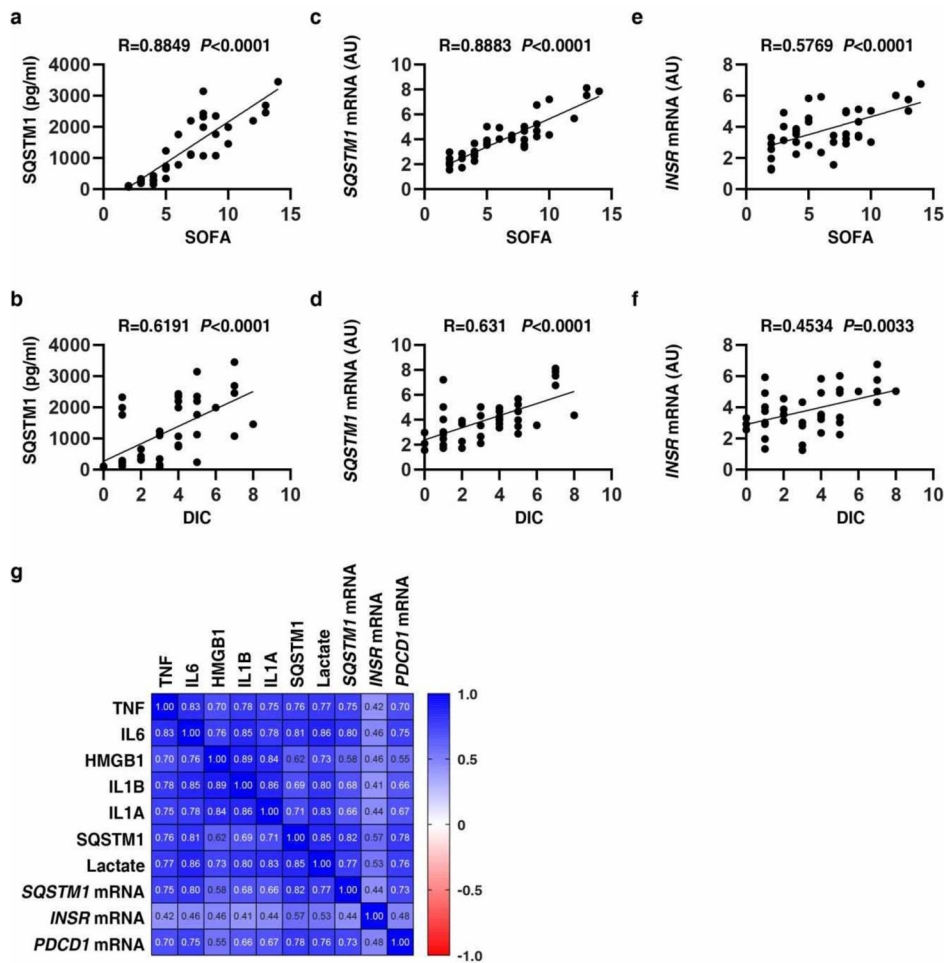 a
R=0.8849 P<0.0001
SQSTM1 (pg/ml)
4000
3000
2000
1000
0
0 5 10 15
SOFA
c
R=0.8883 P<0.0001
SQSTM1 mRNA (AU)
10
8
6
4
2
0
0 5 10 15
SOFA
e
R=0.5769 P<0.0001
INSR mRNA (AU)
8
6
4
2
0
0 5 10 15
SOFA
b
R=0.6191 P<0.0001
SQSTM1 (pg/ml)
4000
3000
2000
1000
0
0 2 4 6 8 10
DIC
d
R=0.631 P<0.0001
SQSTM1 mRNA (AU)
10
8
6
4
2
0
0 2 4 6 8 10
DIC
f
R=0.4534 P=0.0033
INSR mRNA (AU)
8
6
4
2
0
0 2 4 6 8 10
DIC
g
TNF IL6 HMGB1 IL1B IL1A SQSTM1 Lactate SQSTM1 mRNA INSR mRNA PDCD1 mRNA
TNF 1.00 0.83 0.70 0.78 0.75 0.76 0.77 0.75 0.42 0.70
IL6 0.83 1.00 0.76 0.85 0.78 0.81 0.86 0.80 0.46 0.75
HMGB1 0.70 0.76 1.00 0.89 0.84 0.62 0.73 0.58 0.46 0.55
IL1B 0.78 0.85 0.89 1.00 0.86 0.69 0.80 0.68 0.41 0.66
IL1A 0.75 0.78 0.84 0.86 1.00 0.71 0.83 0.66 0.44 0.67
SQSTM1 0.76 0.81 0.62 0.69 0.71 1.00 0.85 0.82 0.57 0.78
Lactate 0.77 0.86 0.73 0.80 0.83 0.85 1.00 0.77 0.53 0.76
SQSTM1 mRNA 0.75 0.80 0.58 0.68 0.66 0.82 0.77 1.00 0.44 0.73
INSR mRNA 0.42 0.46 0.46 0.41 0.44 0.57 0.53 0.44 1.00 0.48
PDCD1 mRNA 0.70 0.75 0.55 0.66 0.67 0.78 0.76 0.73 0.48 1.00
1.0
0.5
0
-0.5
-1.0